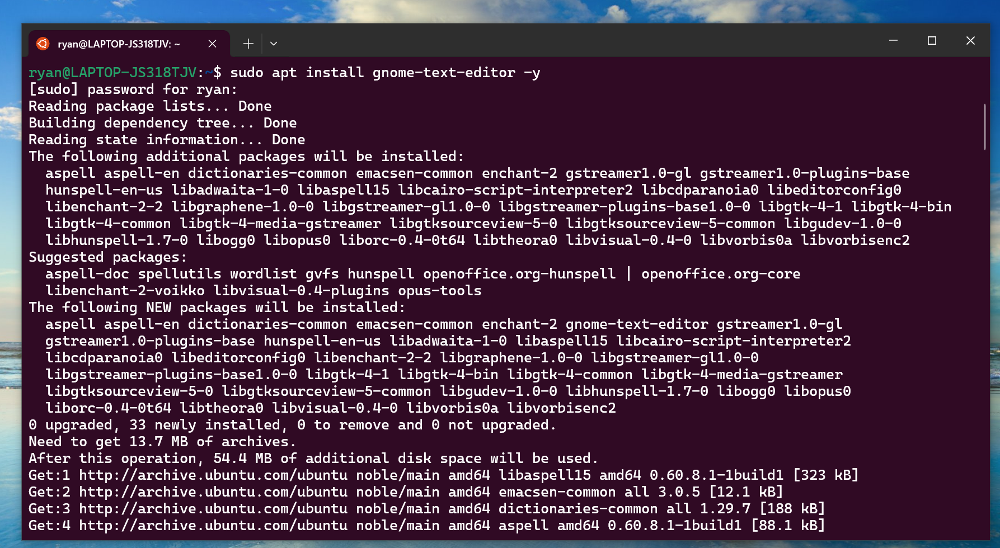 ryan@LAPTOP-JS318TJV: ~
ryan@LAPTOP-JS318TJV:~$ sudo apt install gnome-text-editor -y
[sudo] password for ryan:
Reading package lists... Done
Building dependency tree... Done
Reading state information... Done
The following additional packages will be installed:
  aspell aspell-en dictionaries-common emacsen-common enchant-2 gstreamer1.0-gl gstreamer1.0-plugins-base
  hunspell-en-us libadwaita-1-0 libaspell15 libcairo-script-interpreter2 libcdparanoia0 libeditorconfig0
  libenchant-2-2 libgraphene-1.0-0 libgstreamer-gl1.0-0 libgstreamer-plugins-base1.0-0 libgtk-4-1 libgtk-4-bin
  libgtk-4-common libgtk-4-media-gstreamer libgtksourceview-5-0 libgtksourceview-5-common libgudev-1.0-0
  libhunspell-1.7-0 libogg0 libopus0 liborc-0.4-0t64 libtheora0 libvisual-0.4-0 libvorbis0a libvorbisenc2
Suggested packages:
  aspell-doc spellutils wordlist gvfs hunspell openoffice.org-hunspell | openoffice.org-core
  libenchant-2-voikko libvisual-0.4-plugins opus-tools
The following NEW packages will be installed:
  aspell aspell-en dictionaries-common emacsen-common enchant-2 gnome-text-editor gstreamer1.0-gl
  gstreamer1.0-plugins-base hunspell-en-us libadwaita-1-0 libaspell15 libcairo-script-interpreter2
  libcdparanoia0 libeditorconfig0 libenchant-2-2 libgraphene-1.0-0 libgstreamer-gl1.0-0
  libgstreamer-plugins-base1.0-0 libgtk-4-1 libgtk-4-bin libgtk-4-common libgtk-4-media-gstreamer
  libgtksourceview-5-0 libgtksourceview-5-common libgudev-1.0-0 libhunspell-1.7-0 libogg0 libopus0
  liborc-0.4-0t64 libtheora0 libvisual-0.4-0 libvorbis0a libvorbisenc2
0 upgraded, 33 newly installed, 0 to remove and 0 not upgraded.
Need to get 13.7 MB of archives.
After this operation, 54.4 MB of additional disk space will be used.
Get:1 http://archive.ubuntu.com/ubuntu noble/main amd64 libaspell15 amd64 0.60.8.1-1build1 [323 kB]
Get:2 http://archive.ubuntu.com/ubuntu noble/main amd64 emacsen-common all 3.0.5 [12.1 kB]
Get:3 http://archive.ubuntu.com/ubuntu noble/main amd64 dictionaries-common all 1.29.7 [188 kB]
Get:4 http://archive.ubuntu.com/ubuntu noble/main amd64 aspell amd64 0.60.8.1-1build1 [88.1 kB]